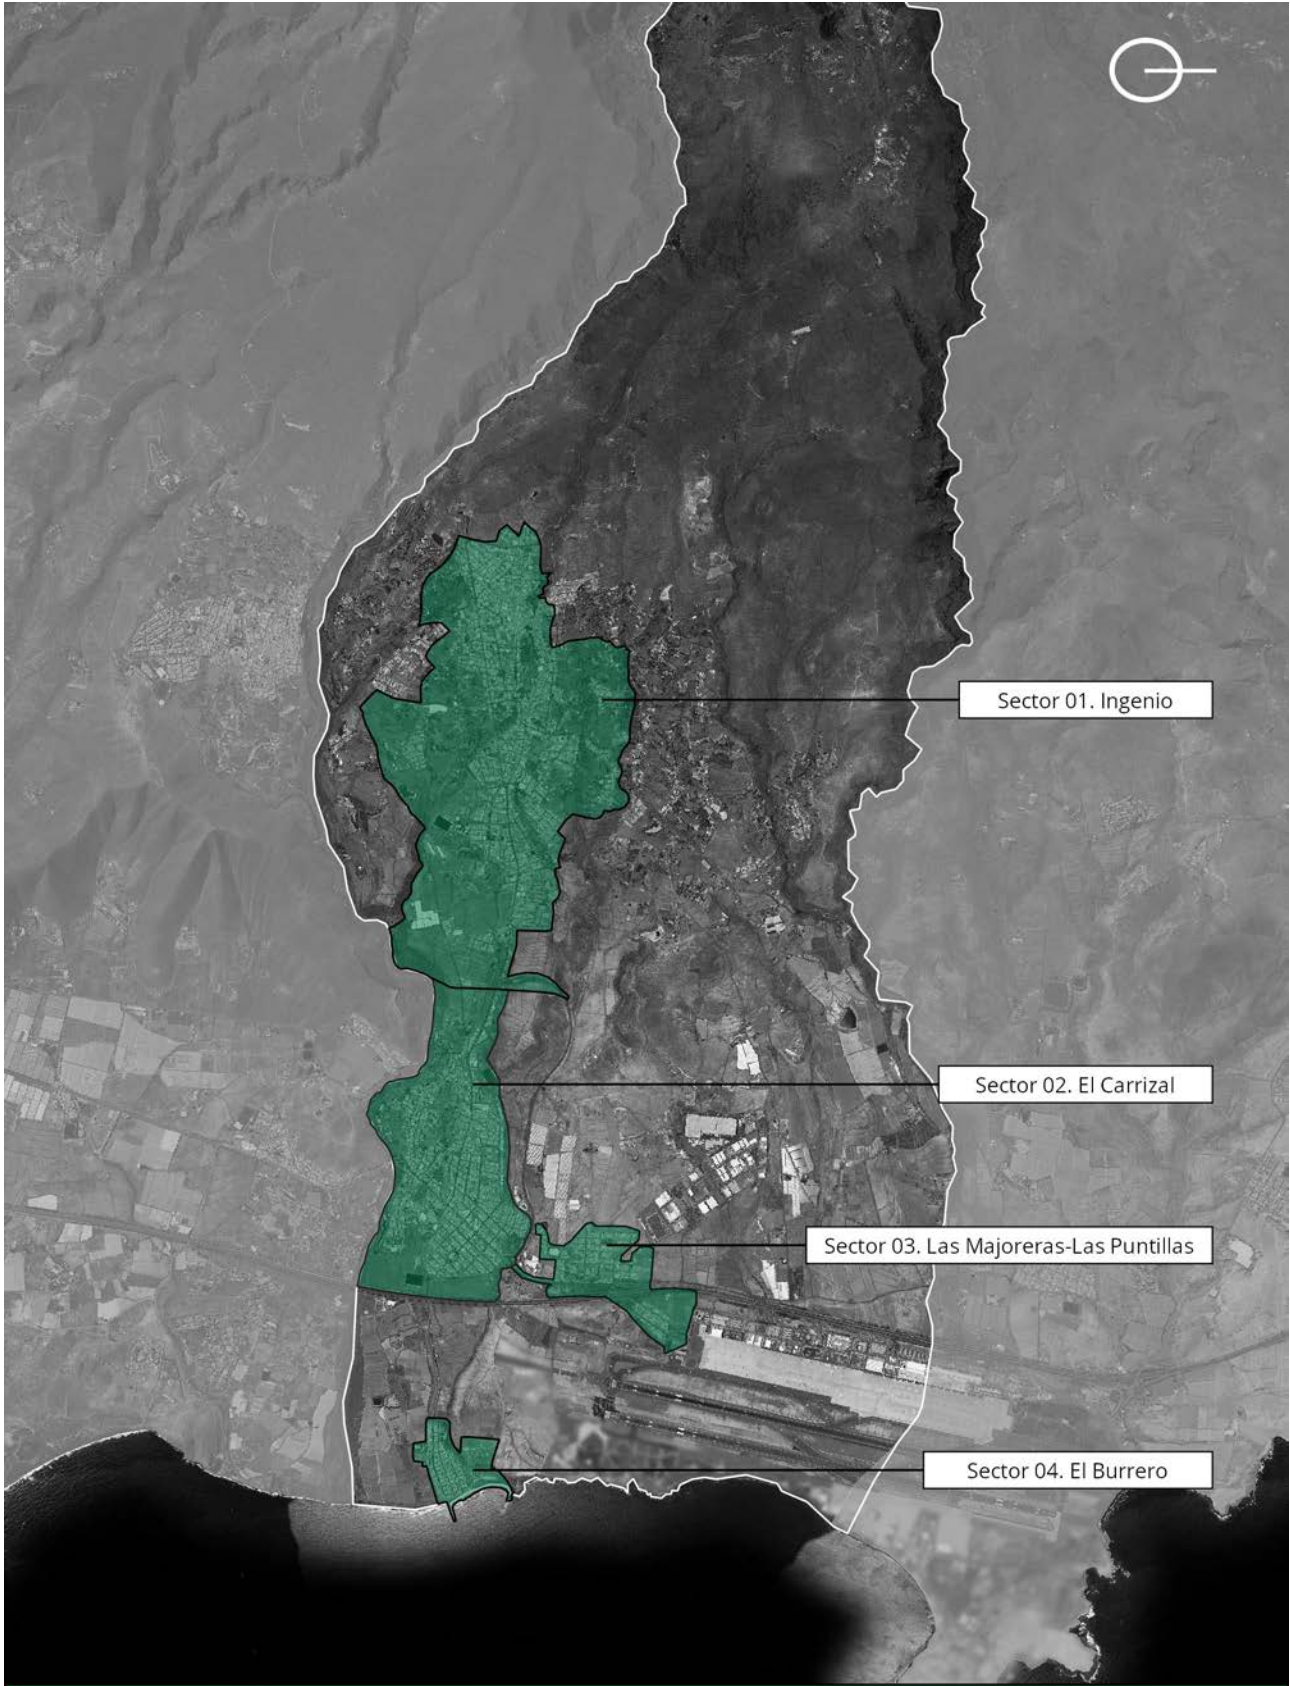 Sector 01. Ingenio
Sector 02. El Carrizal
Sector 03. Las Majoreras-Las Puntillas
Sector 04. El Burrero